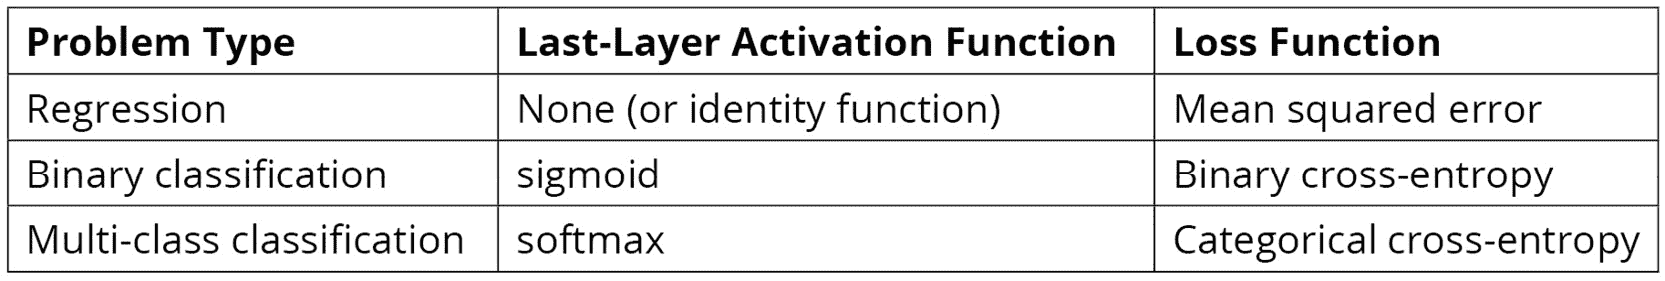 Problem Type Last-Layer Activation Function Loss Function
Regression None (or identity function) Mean squared error
Binary classification sigmoid Binary cross-entropy
Multi-class classification softmax Categorical cross-entropy